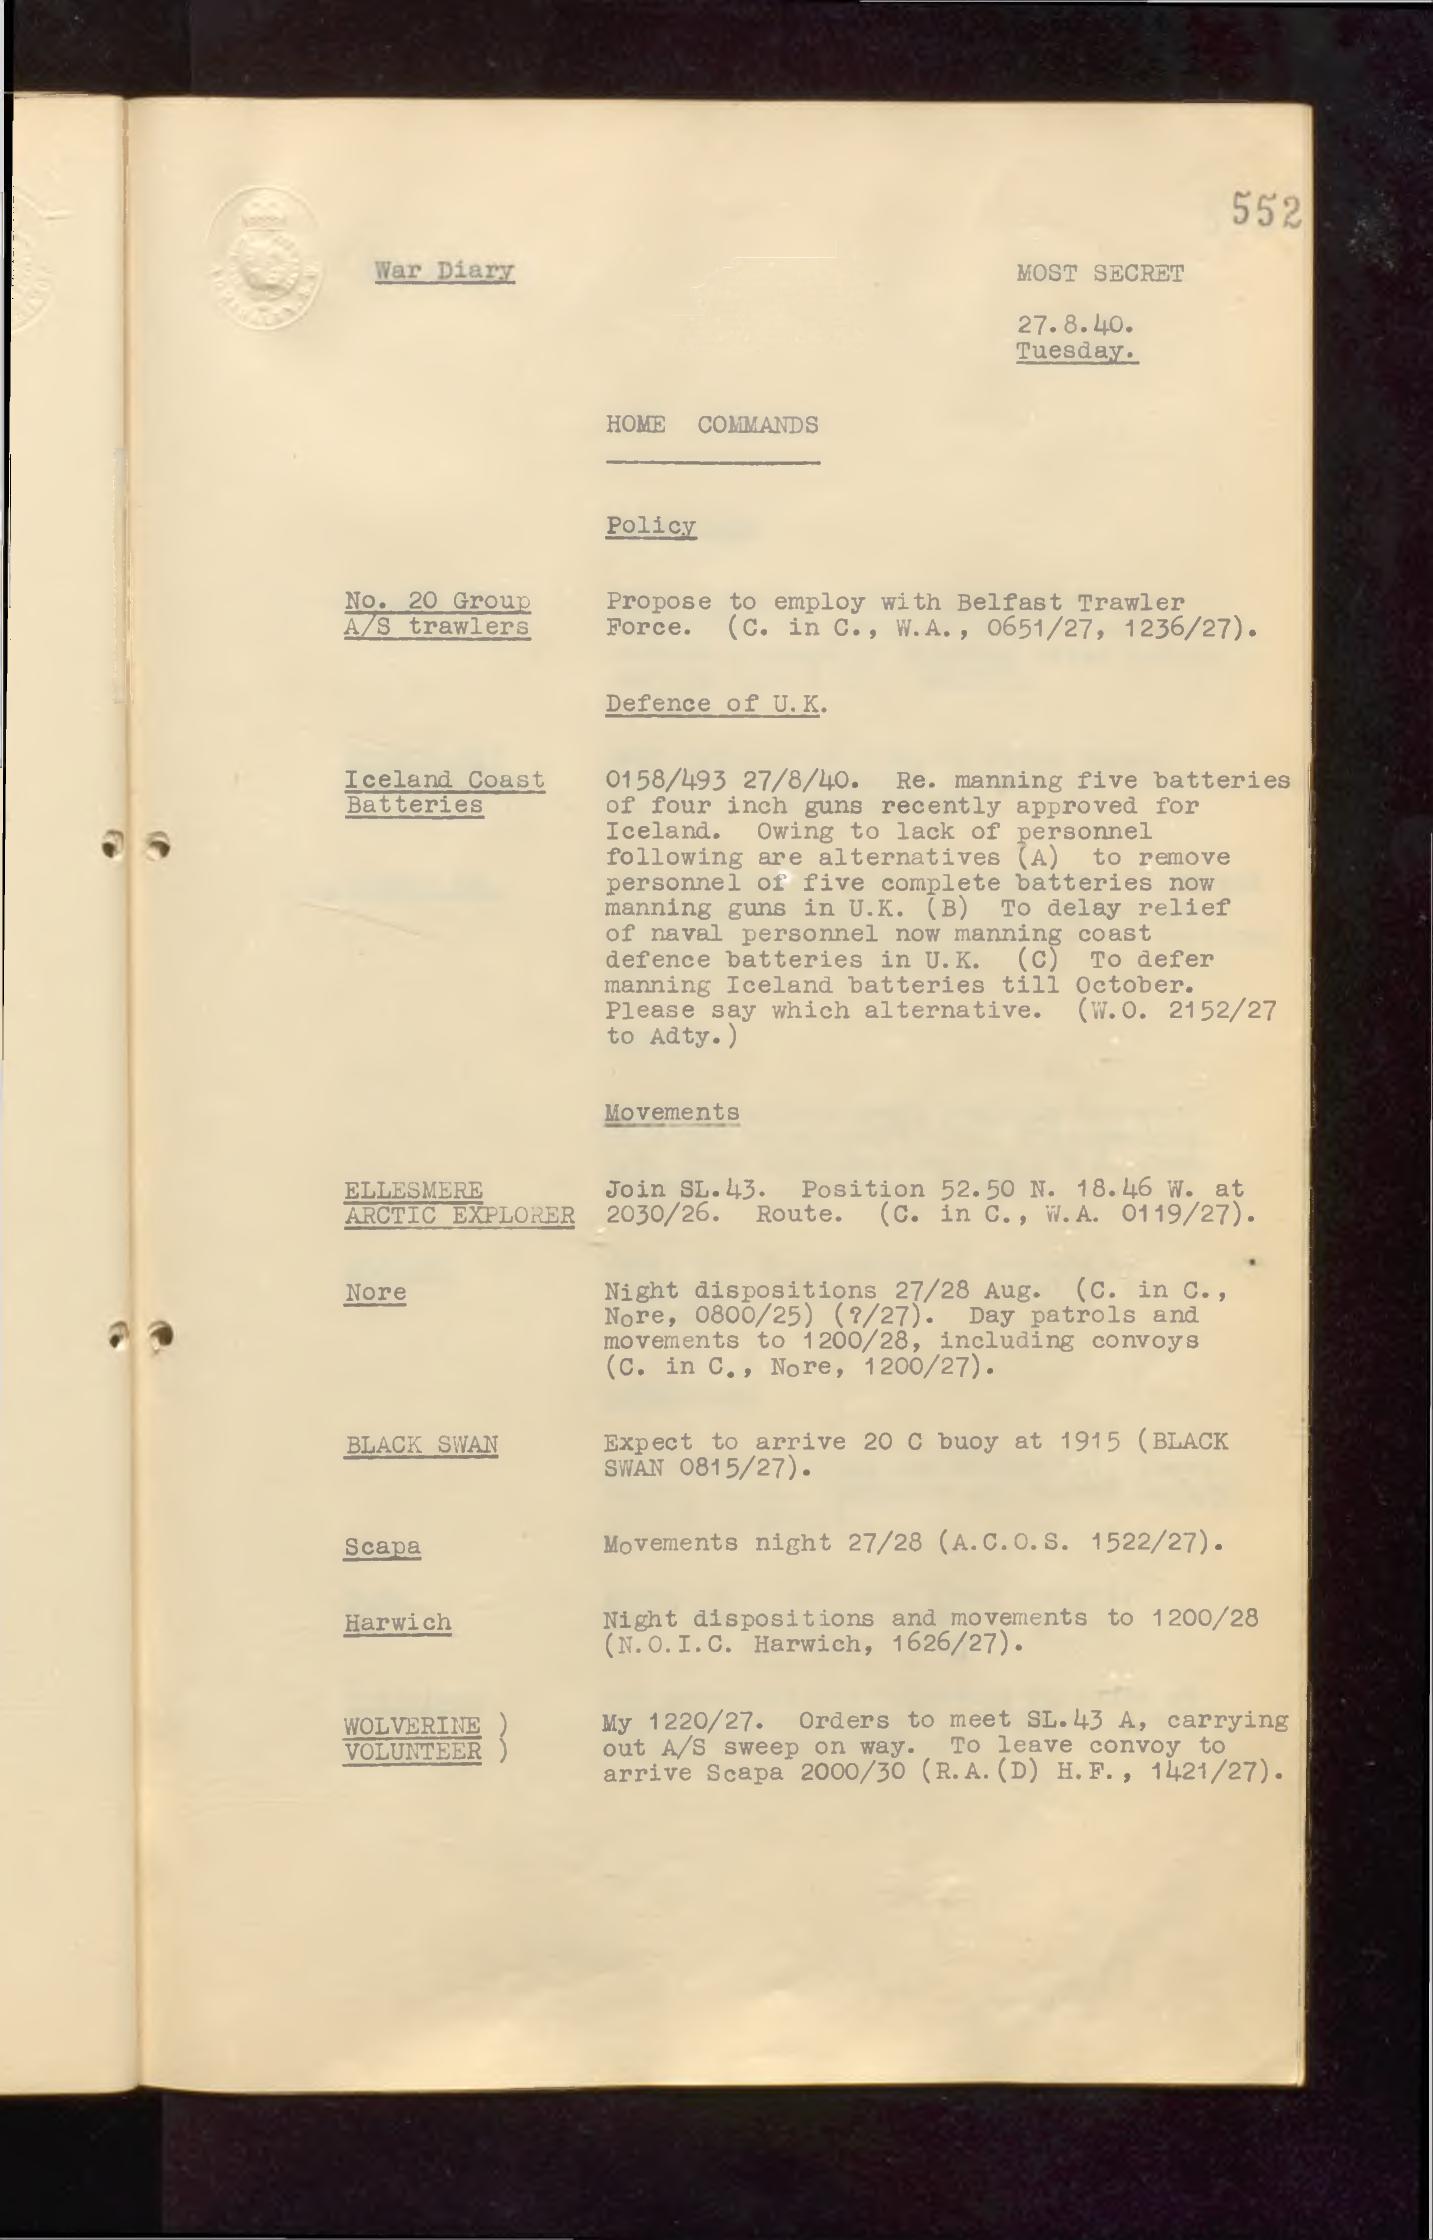 552
War Diary MOST SECRET
27.8.40.
Tuesday.
HOME COMMANDS
Policy
No. 20 Group Propose to employ with Belfast Trawler
A/S trawlers Force. (C. in C., W.A., 0651/27, 1236/27).
Defence of U.K.
Iceland Coast 0158/493 27/8/40. Re. manning five batteries
Batteries of four inch guns recently approved for
Iceland. Owing to lack of personnel
following are alternatives (A) to remove
personnel of five complete batteries now
manning guns in U.K. (B) To delay relief
of naval personnel now manning coast
defence batteries in U.K. (C) To defer
manning Iceland batteries till October.
Please say which alternative. (W.O. 2152/27
to Adty.)
Movements
ELLESMERE Join SL.43. Position 52.50 N. 18.46 W. at
ARCTIC EXPLORER 2030/26. Route. (C. in C., W.A. 0119/27).
Nore Night dispositions 27/28 Aug. (C. in C.,
Nore, 0800/25) (?/27). Day patrols and
movements to 1200/28, including convoys
(C. in C., Nore, 1200/27).
BLACK SWAN Expect to arrive 20 C buoy at 1915 (BLACK
SWAN 0815/27).
Scapa Movements night 27/28 (A.C.O.S. 1522/27).
Harwich Night dispositions and movements to 1200/28
(N.O.I.C. Harwich, 1626/27).
WOLVERINE ) My 1220/27. Orders to meet SL.43 A, carrying
VOLUNTEER ) out A/S sweep on way. To leave convoy to
arrive Scapa 2000/30 (R.A.(D) H.F., 1421/27).